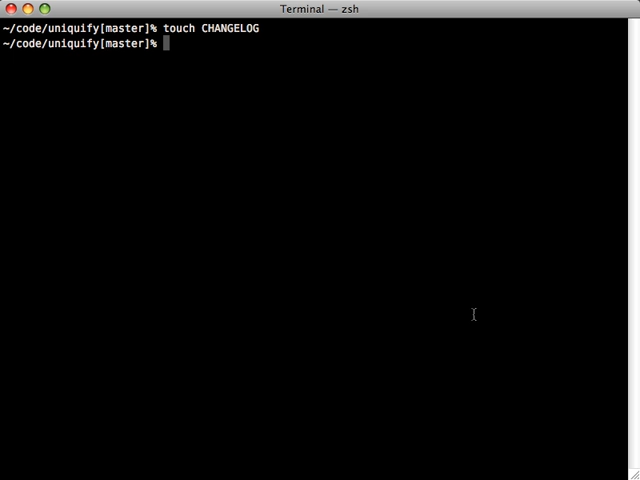 Terminal — zsh
~/code/uniquify[master]% touch CHANGELOG
~/code/uniquify[master]%